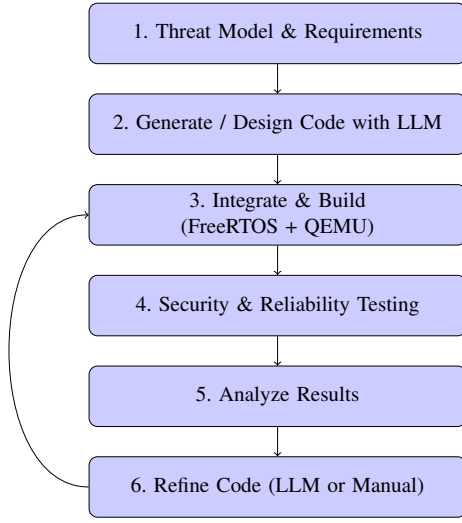 1. Threat Model & Requirements
2. Generate / Design Code with LLM
3. Integrate & Build
(FreeRTOS + QEMU)
4. Security & Reliability Testing
5. Analyze Results
6. Refine Code (LLM or Manual)